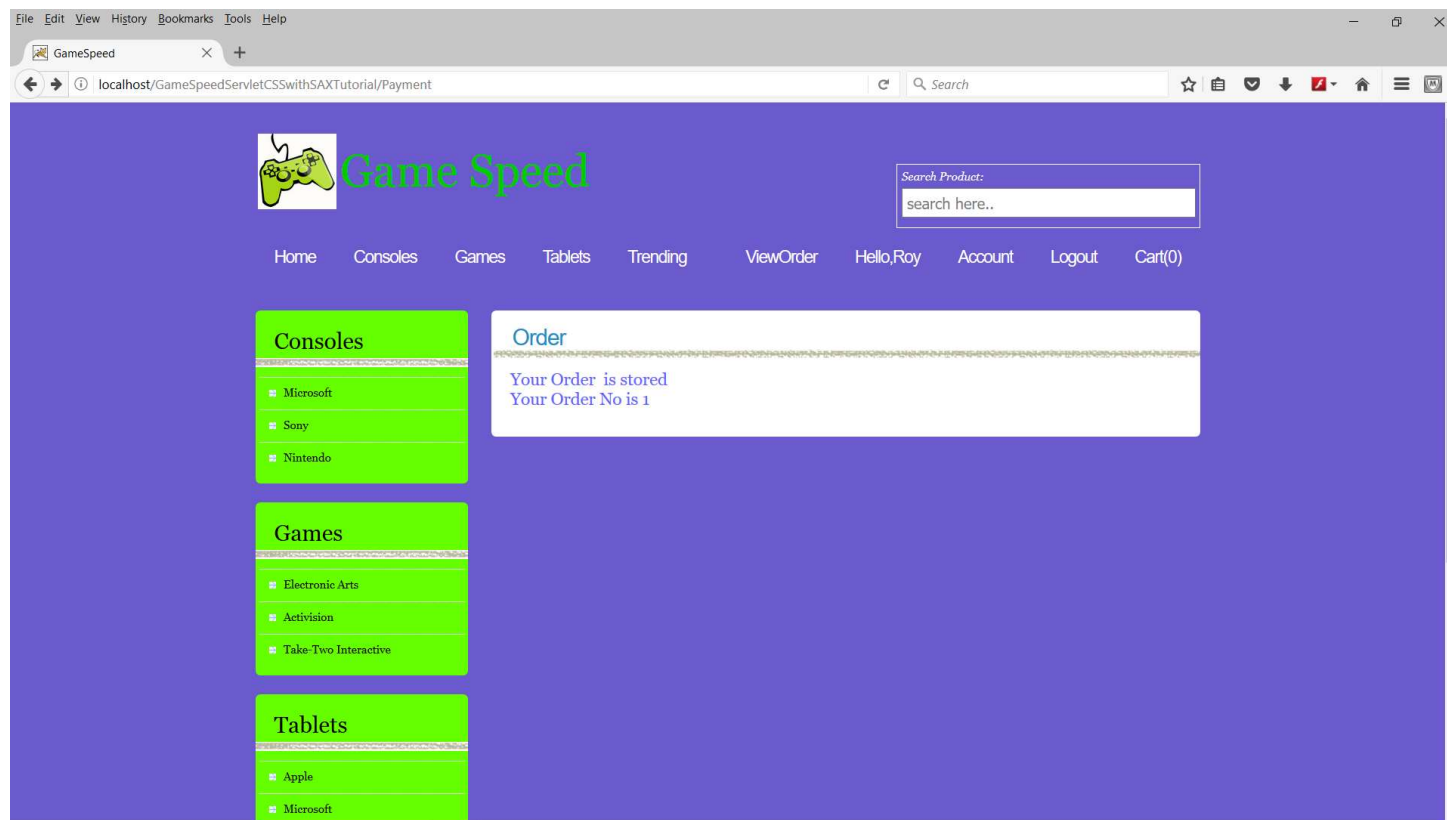 File Edit View History Bookmarks Tools Help
GameSpeed
localhost/GameSpeedServletCSSwithSAXTutorial/Payment
Search
Game Speed
Search Product:
search here..
Home Consoles Games Tablets Trending ViewOrder Hello,Roy Account Logout Cart(0)
Consoles
Microsoft
Sony
Nintendo
Order
Your Order is stored
Your Order No is 1
Games
Electronic Arts
Activision
Take-Two Interactive
Tablets
Apple
Microsoft